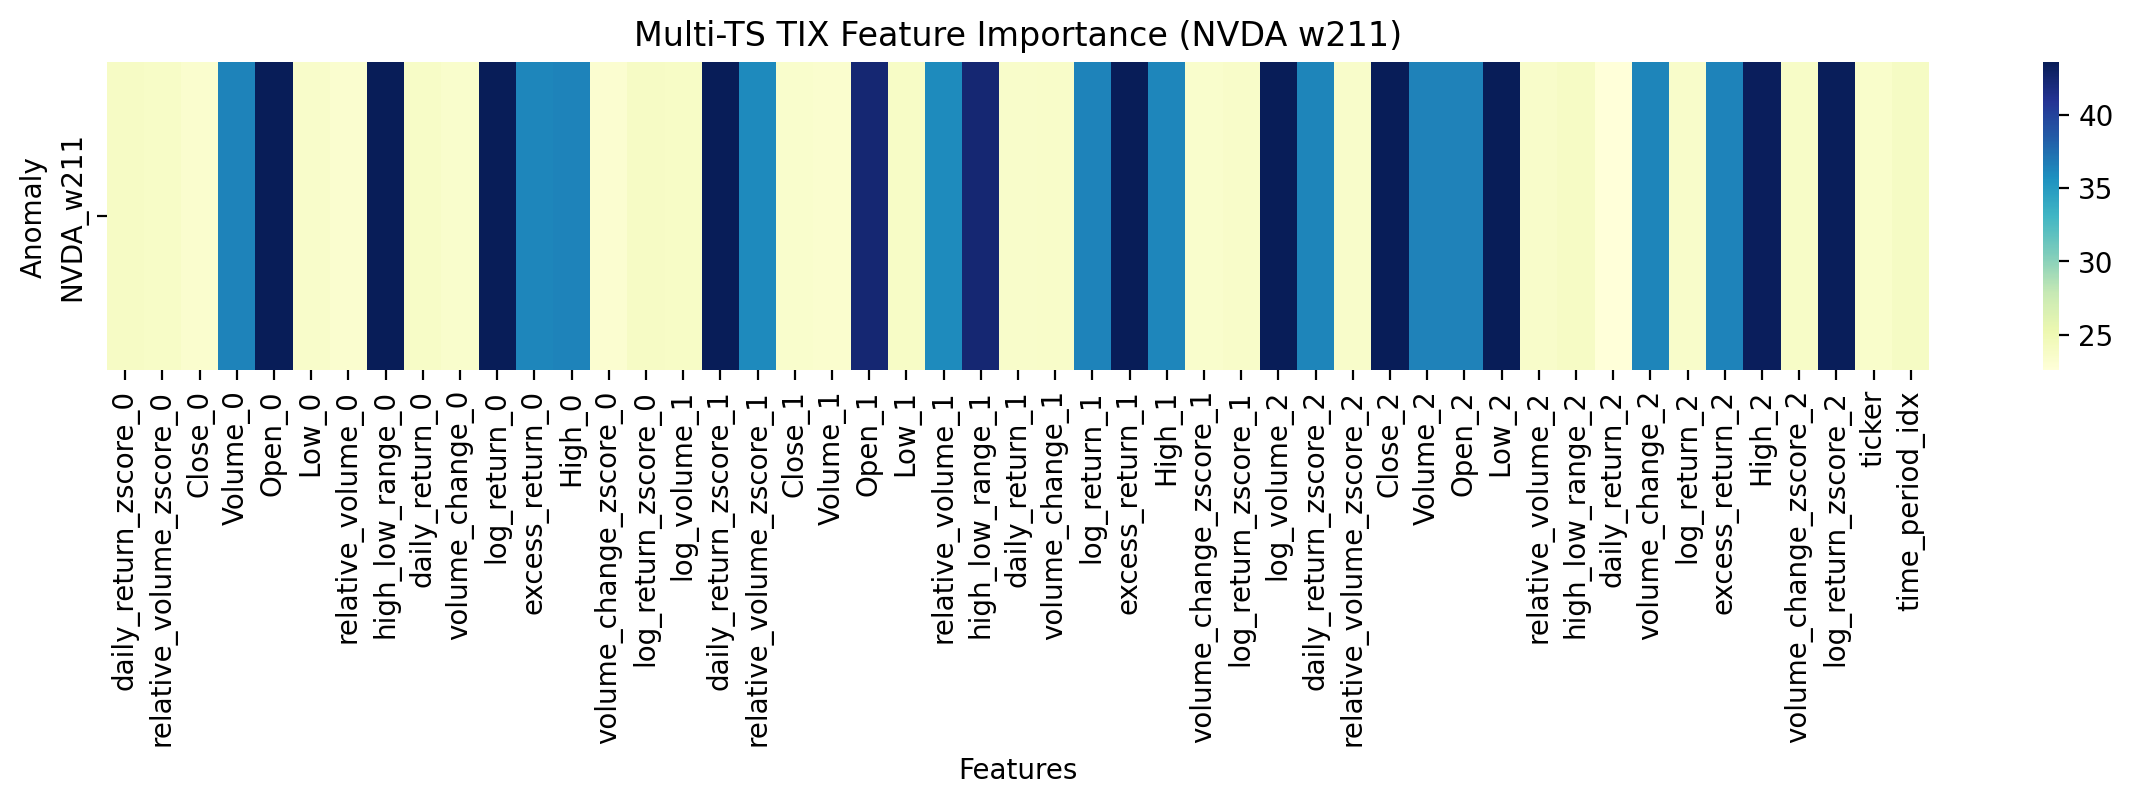 Multi-TS TIX Feature Importance (NVDA w211)
Anomaly
NVDA_w211
40
35
30
25
daily_return_zscore_0
relative_volume_zscore_0
Close_0
Volume_0
Open_0
Low_0
relative_volume_0
high_low_range_0
daily_return_0
volume_change_0
log_return_0
excess_return_0
High_0
volume_change_zscore_0
log_return_zscore_0
log_volume_1
daily_return_zscore_1
relative_volume_zscore_1
Close_1
Volume_1
Open_1
Low_1
relative_volume_1
high_low_range_1
daily_return_1
volume_change_1
log_return_1
excess_return_1
High_1
volume_change_zscore_1
log_return_zscore_1
log_volume_2
daily_return_zscore_2
relative_volume_zscore_2
Close_2
Volume_2
Open_2
Low_2
relative_volume_2
high_low_range_2
daily_return_2
volume_change_2
log_return_2
excess_return_2
High_2
volume_change_zscore_2
log_return_zscore_2
ticker
time_period_idx
Features